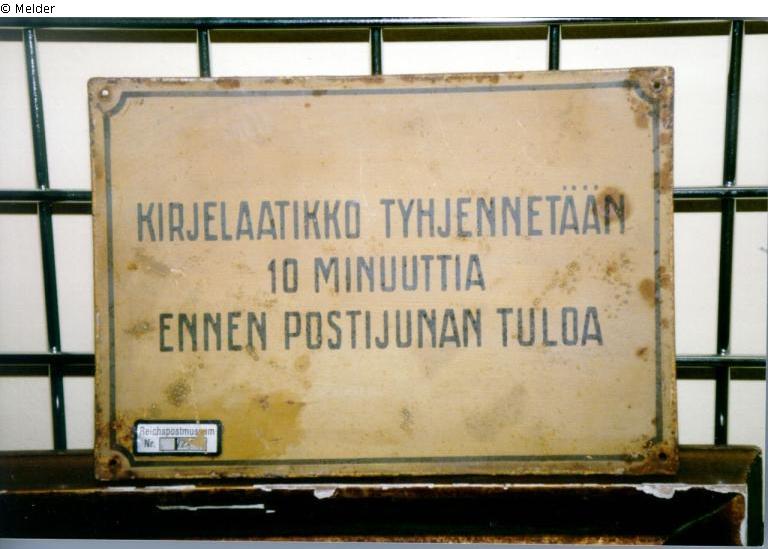 © Melder
KIRJELAATIKKO TYHJENNETÄÄN
10 MINUUTTIA
ENNEN POSTIJUNAN TULOA
Reichspostmuseum
Nr.